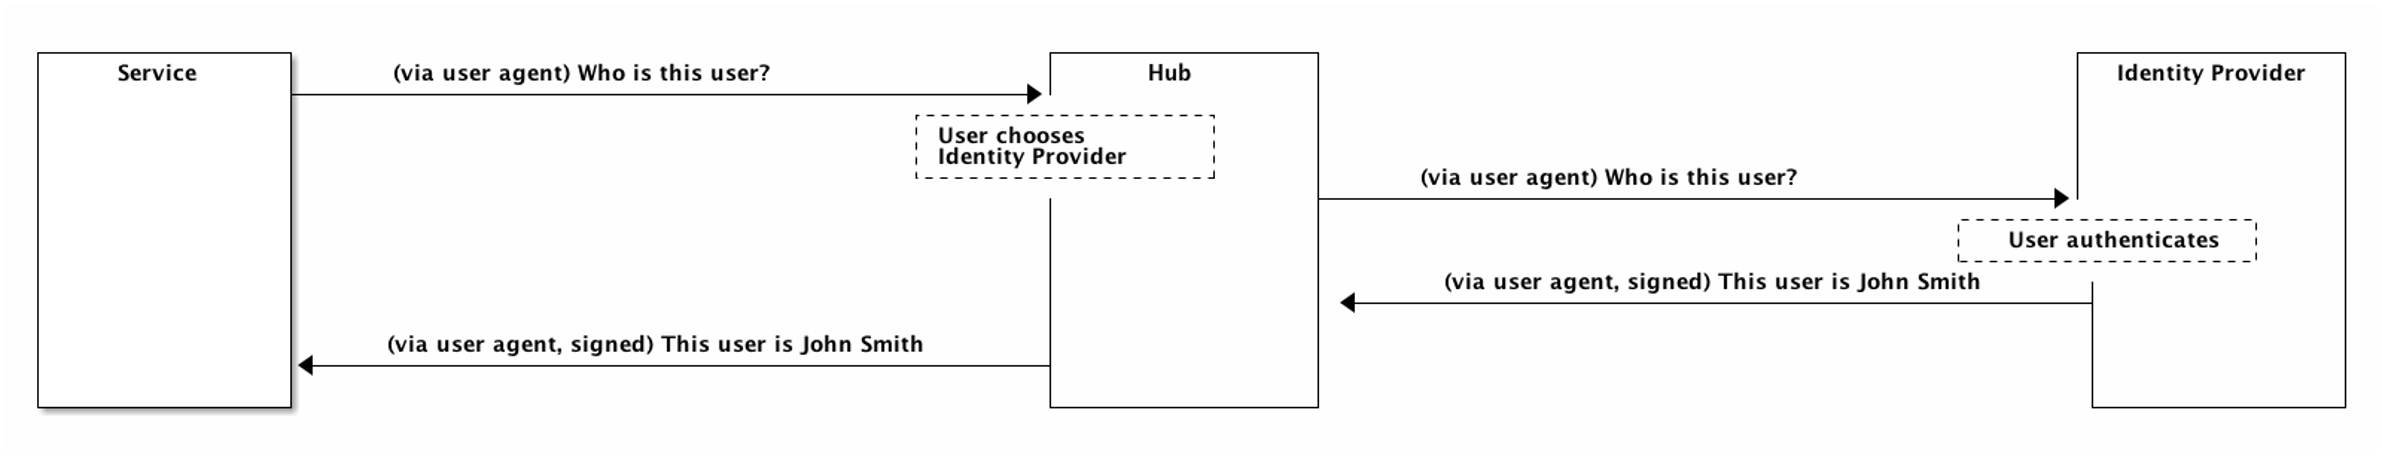 Service
(via user agent) Who is this user?
Hub
Identity Provider
User chooses
Identity Provider
(via user agent) Who is this user?
User authenticates
(via user agent, signed) This user is John Smith
(via user agent, signed) This user is John Smith